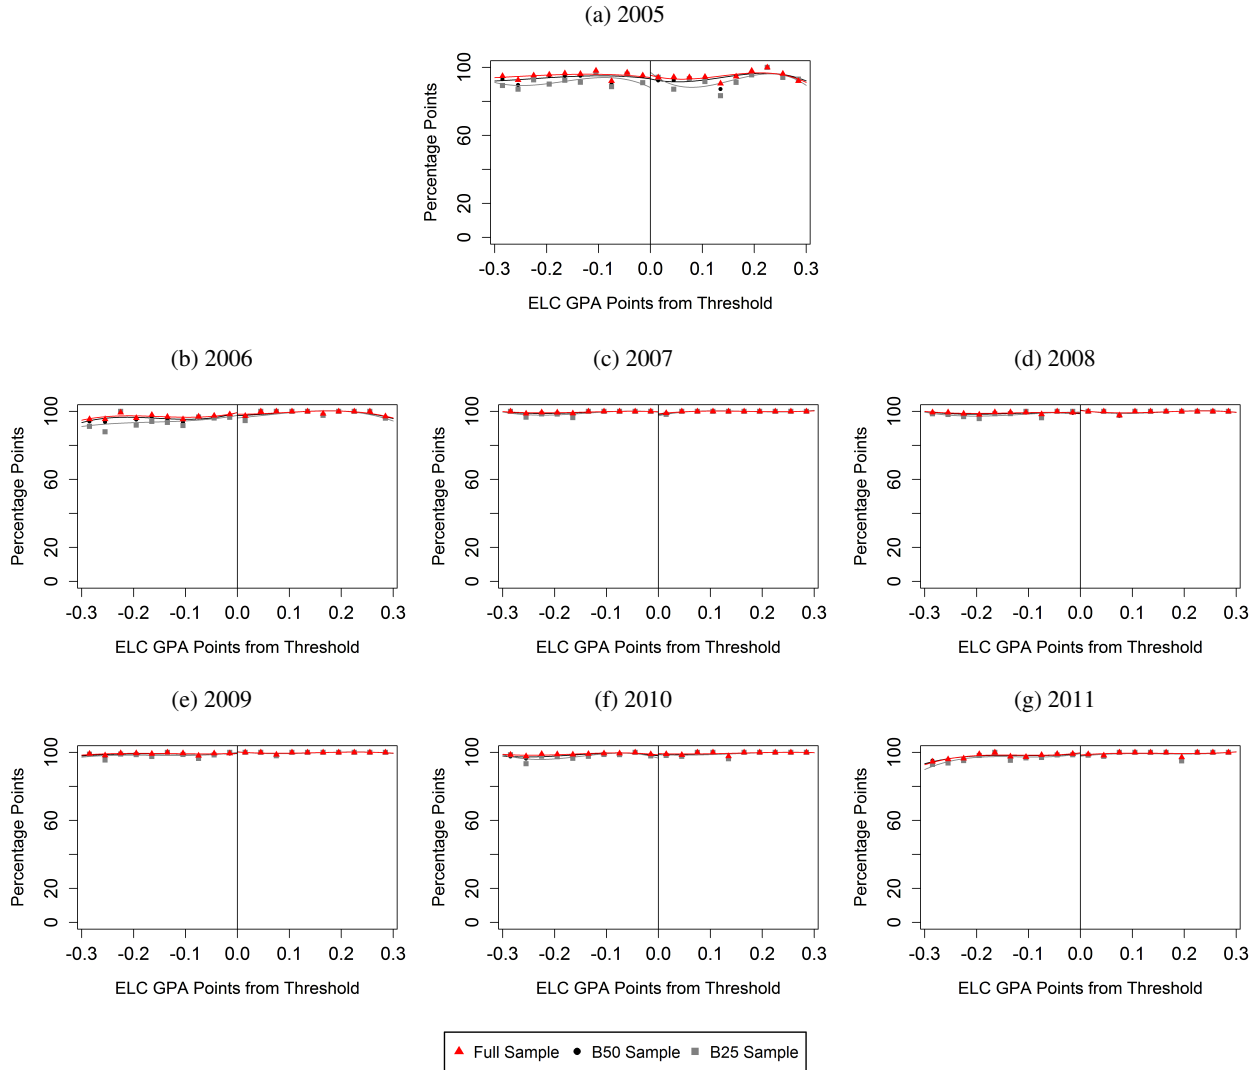 (a) 2005
Percentage Points
0 20 60 100
-0.3 -0.2 -0.1 0.0 0.1 0.2 0.3
ELC GPA Points from Threshold
(b) 2006
Percentage Points
0 20 60 100
-0.3 -0.2 -0.1 0.0 0.1 0.2 0.3
ELC GPA Points from Threshold
(c) 2007
Percentage Points
0 20 60 100
-0.3 -0.2 -0.1 0.0 0.1 0.2 0.3
ELC GPA Points from Threshold
(d) 2008
Percentage Points
0 20 60 100
-0.3 -0.2 -0.1 0.0 0.1 0.2 0.3
ELC GPA Points from Threshold
(e) 2009
Percentage Points
0 20 60 100
-0.3 -0.2 -0.1 0.0 0.1 0.2 0.3
ELC GPA Points from Threshold
(f) 2010
Percentage Points
0 20 60 100
-0.3 -0.2 -0.1 0.0 0.1 0.2 0.3
ELC GPA Points from Threshold
(g) 2011
Percentage Points
0 20 60 100
-0.3 -0.2 -0.1 0.0 0.1 0.2 0.3
ELC GPA Points from Threshold
Full Sample B50 Sample B25 Sample